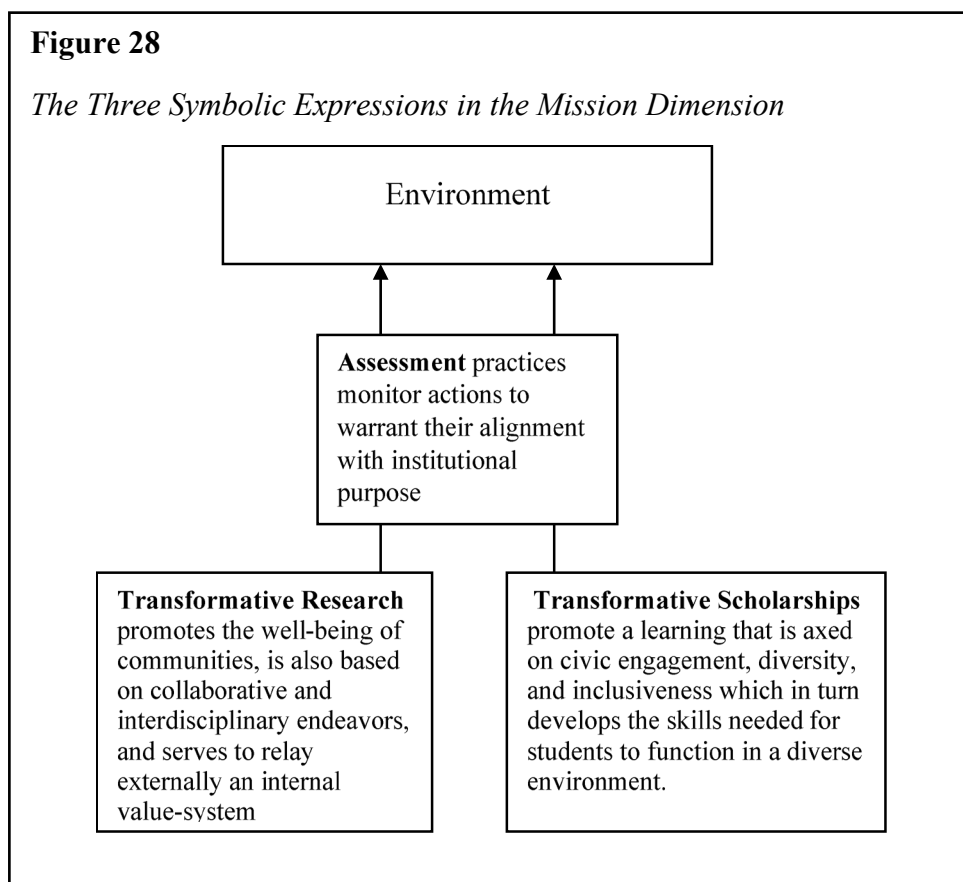 Figure 28
The Three Symbolic Expressions in the Mission Dimension
Environment
Assessment practices
monitor actions to
warrant their alignment
with institutional
purpose
Transformative Research
promotes the well-being of
communities, is also based
on collaborative and
interdisciplinary endeavors,
and serves to relay
externally an internal
value-system
Transformative Scholarships
promote a learning that is axed
on civic engagement, diversity,
and inclusiveness which in turn
develops the skills needed for
students to function in a diverse
environment.